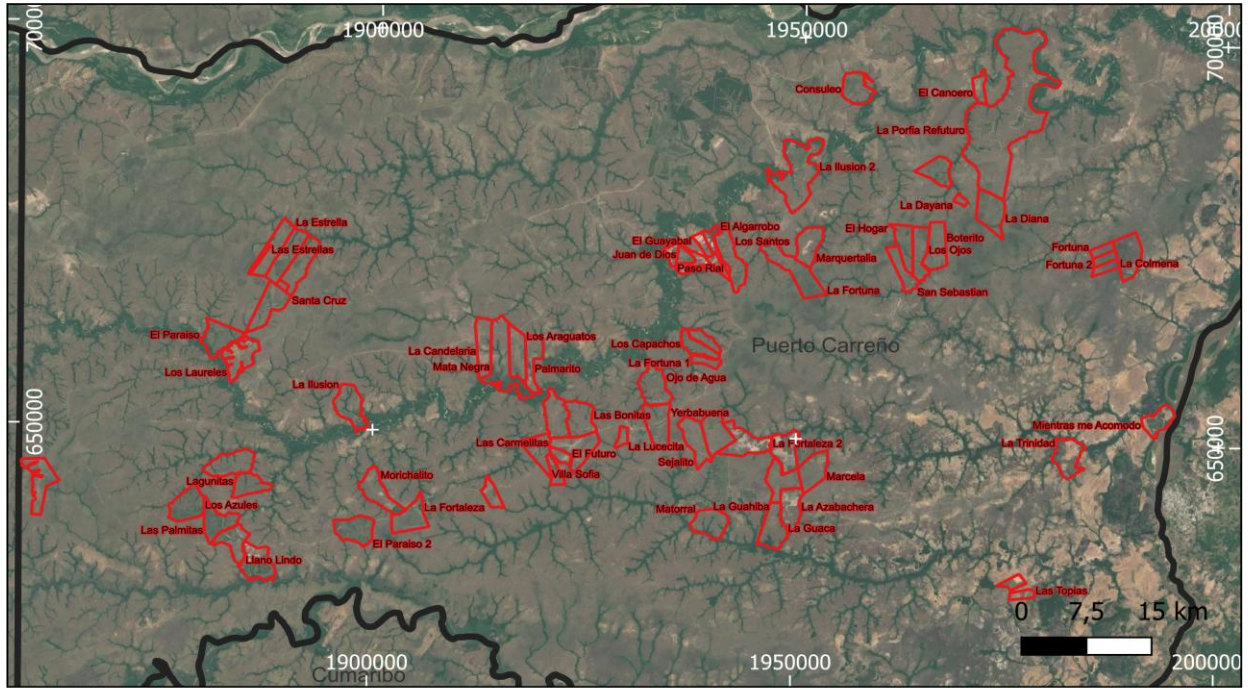 1900000
1950000
200000
700000
700000
Consuleo
El Canoero
La Porfia Refuturo
La Ilusion 2
La Dayana
La Diana
La Estrella
Las Estrellas
Santa Cruz
El Algarrobo
El Guayabal
Los Santos
Juan de Dios
Paso Rial
Marquertalia
La Fortuna
El Hogar
Boterito
Los Ojos
San Sebastian
Fortuna
Fortuna 2
La Colmena
El Paraiso
Los Laureles
La Candelaria
Los Araguatos
Mata Negra
Palmarito
Los Capachos
Puerto Carreño
La Fortuna 1
Ojo de Agua
La Ilusion
650000
Las Bonitas
Yerbabuena
Las Carmelitas
La Lucecita
El Futuro
Sejalito
Villa Sofia
La Fortaleza 2
Marcela
Mientras me Acomodo
La Trinidad
650000
Lagunitas
Morichalito
Los Azules
La Fortaleza
Las Palmitas
El Paraiso 2
Llano Lindo
Matorral
La Guahiba
La Azabachera
La Guaca
Las Topias
0 7,5 15 km
1900000
1950000
200000
Cumaribo